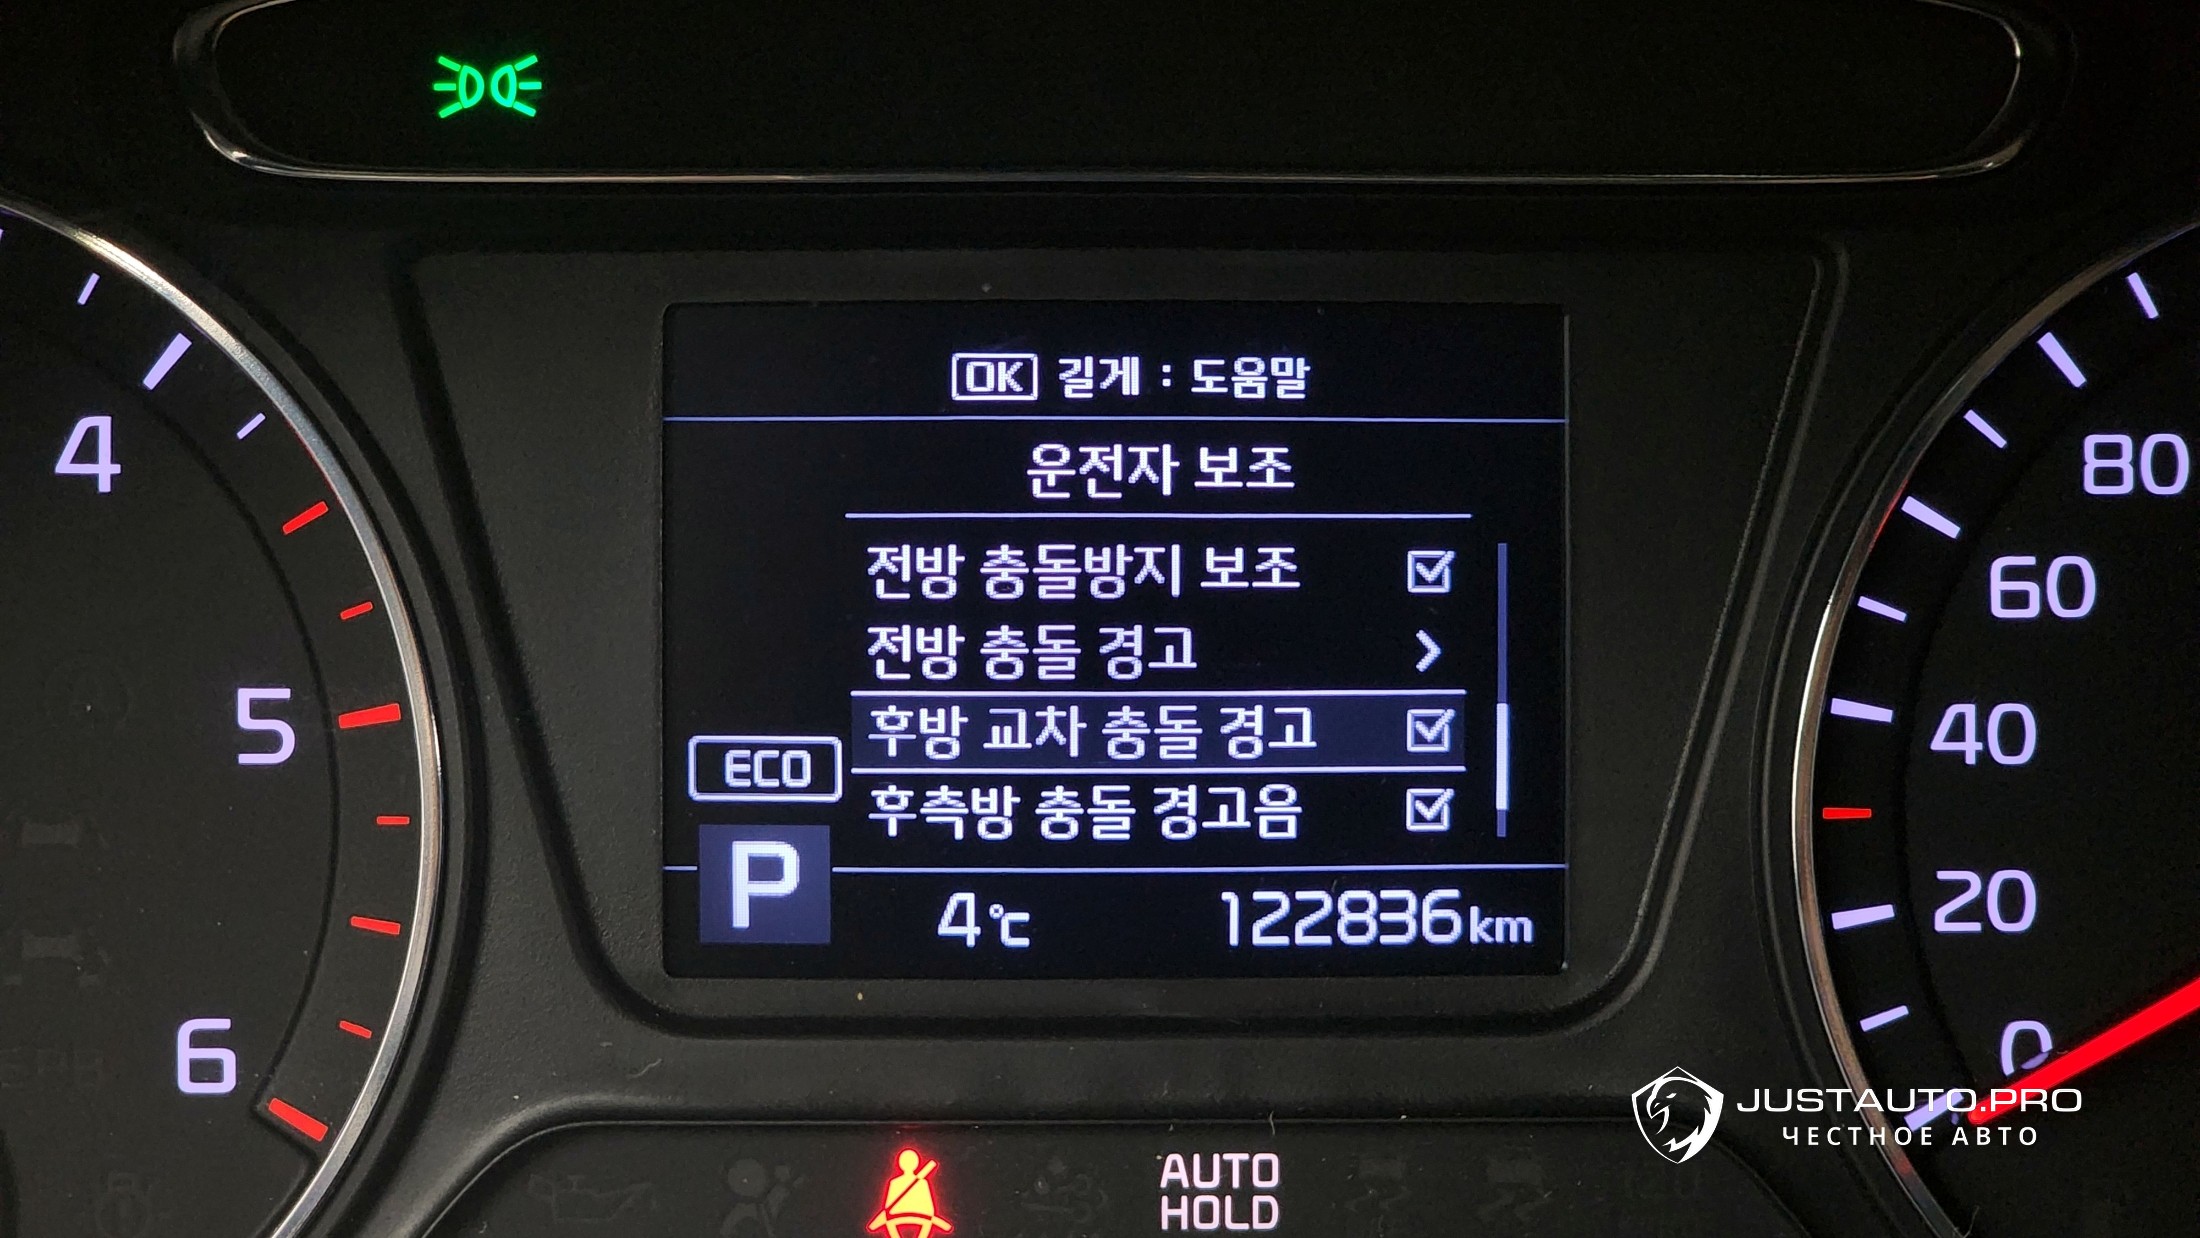 OK 길게 : 도움말
운전자 보조
전방 충돌방지 보조
전방 충돌 경고
후방 교차 충돌 경고
후측방 충돌 경고음
ECO
P
4℃ 122836km
4
5
6
80
60
40
20
0
JUSTAUTO.PRO
ЧЕСТНОЕ АВТО
AUTO
HOLD